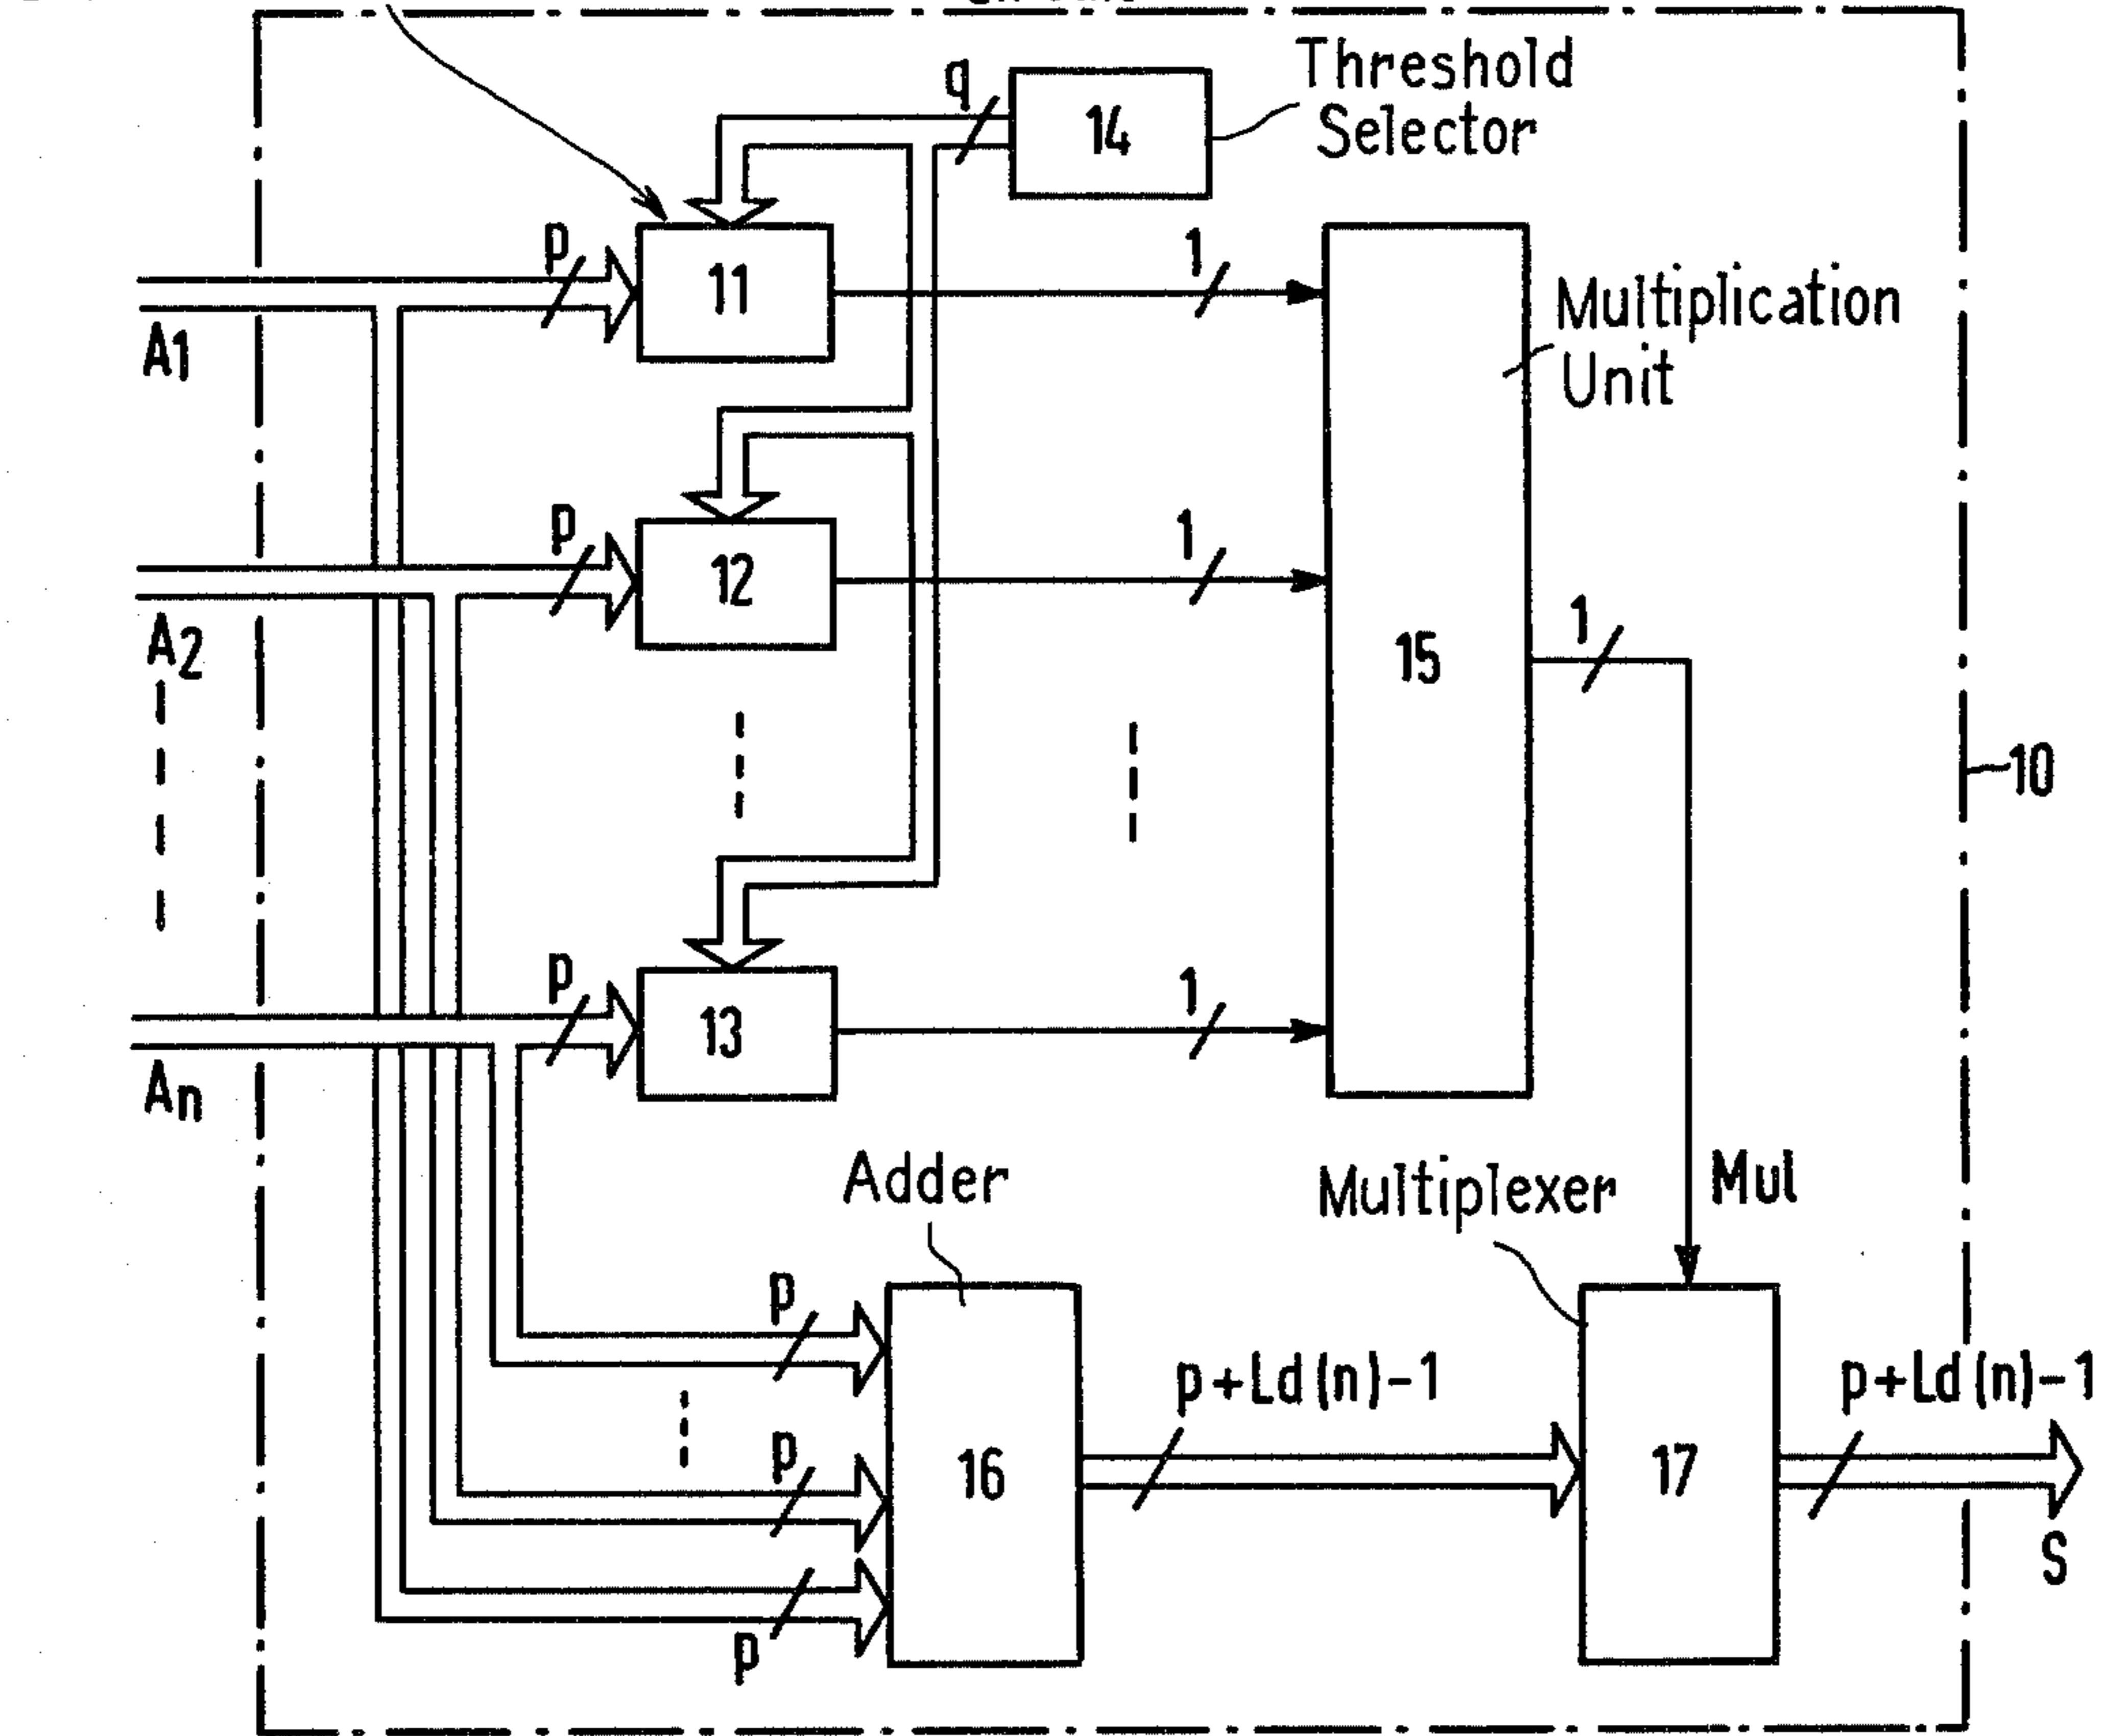 q
14
Threshold
Selector
p
11
1
A1
Multiplication
Unit
p
12
1
A2
15
1
10
p
13
1
An
Adder
Multiplexer
Mul
p
p+Ld(n)-1
p+Ld(n)-1
p
16
17
S
p